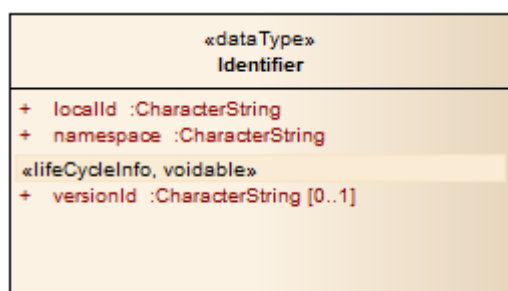 «dataType»
Identifier
+ localId :CharacterString
+ namespace :CharacterString
«lifeCycleInfo, voidable»
+ versionId :CharacterString [0..1]